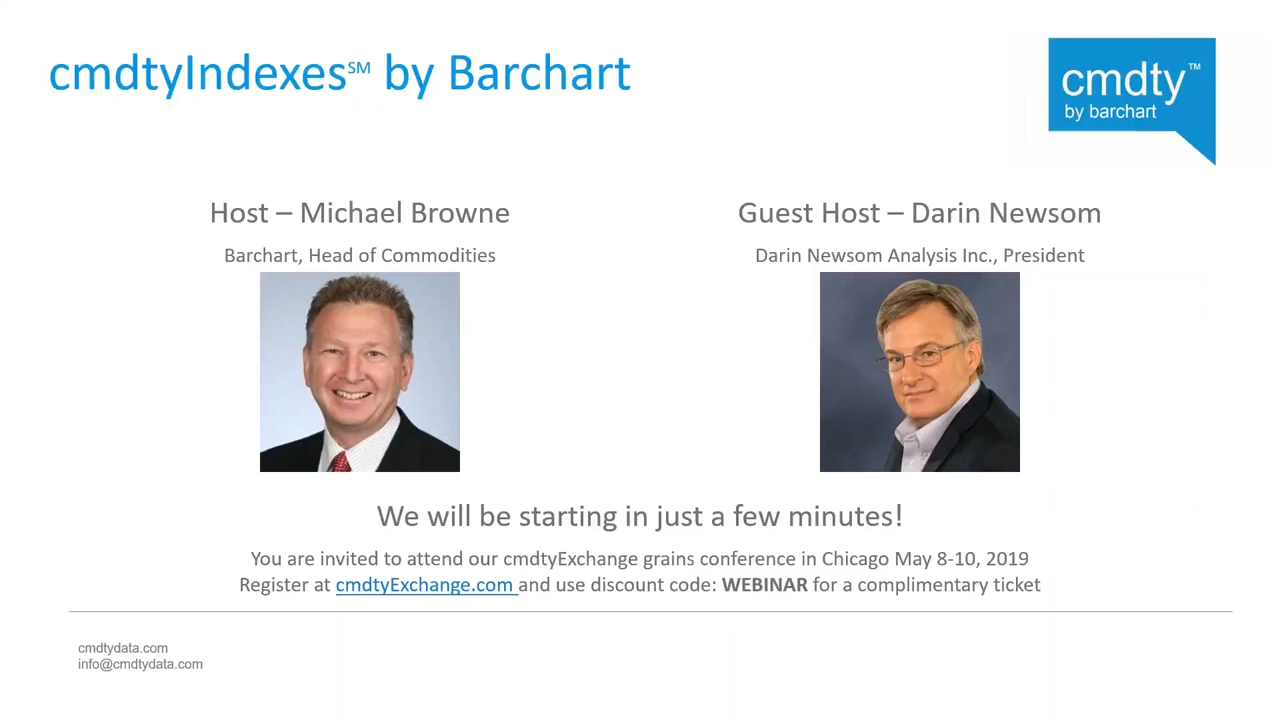 cmdtyIndexes℠ by Barchart
cmdty™
by barchart
Host – Michael Browne
Barchart, Head of Commodities
Guest Host – Darin Newsom
Darin Newsom Analysis Inc., President
We will be starting in just a few minutes!
You are invited to attend our cmdtyExchange grains conference in Chicago May 8-10, 2019
Register at cmdtyExchange.com and use discount code: WEBINAR for a complimentary ticket
cmdtydata.com
info@cmdtydata.com